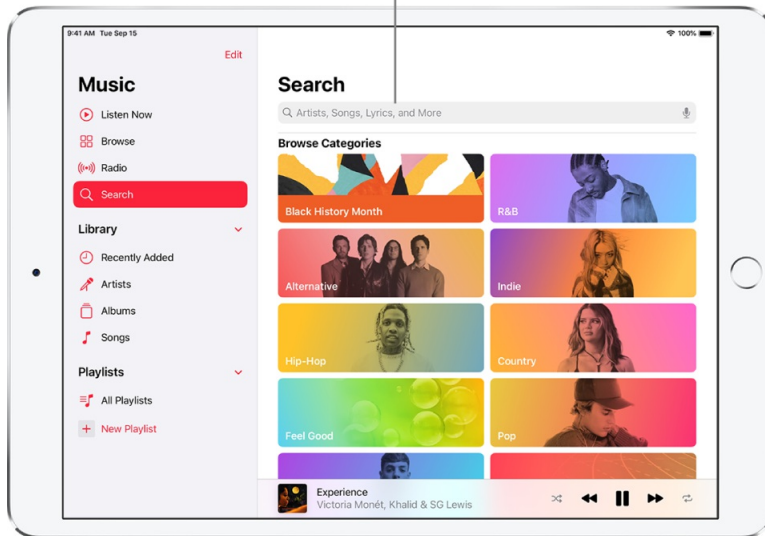 9:41 AM Tue Sep 15
100%
Edit
Music
Listen Now
Browse
Radio
Search
Library
Recently Added
Artists
Albums
Songs
Playlists
All Playlists
New Playlist
Search
Artists, Songs, Lyrics, and More
Browse Categories
Black History Month
R&B
Alternative
Indie
Hip-Hop
Country
Feel Good
Pop
Experience
Victoria Monét, Khalid & SG Lewis